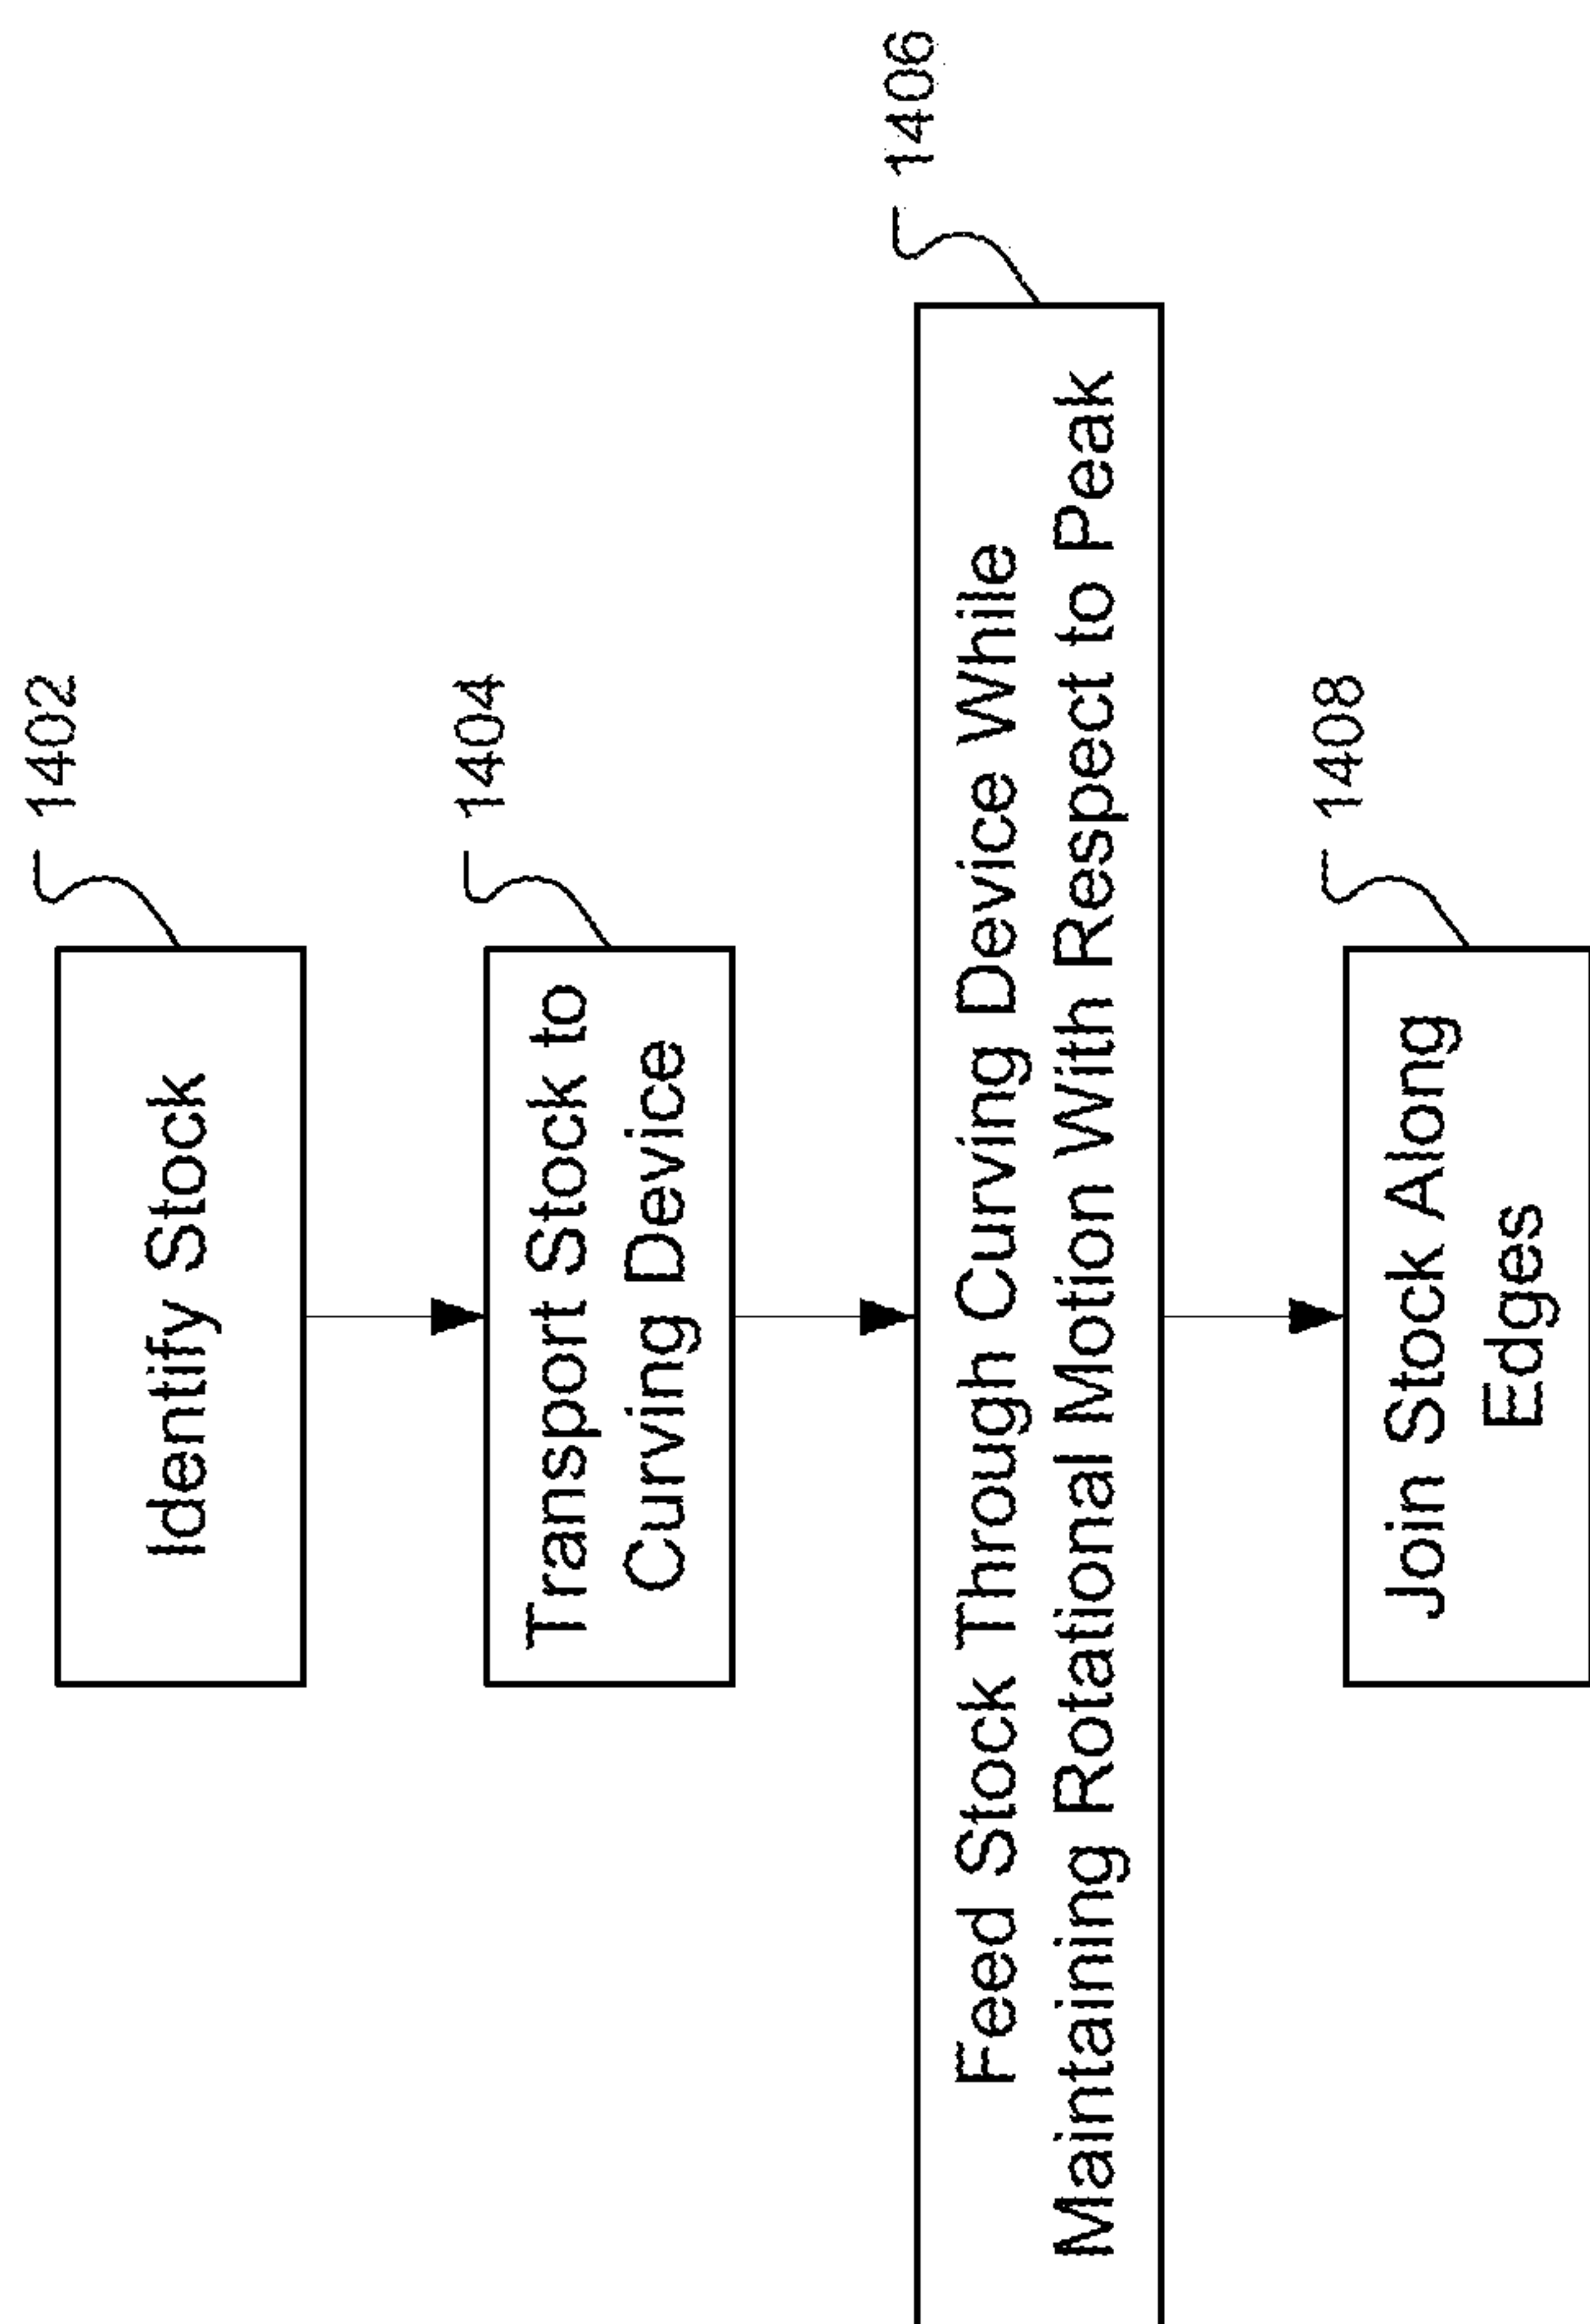 1402
Identify Stock
1404
Transport Stock to
Curving Device
1406
Feed Stock Through Curving Device While
Maintaining Rotational Motion With Respect to Peak
1408
Join Stock Along
Edges